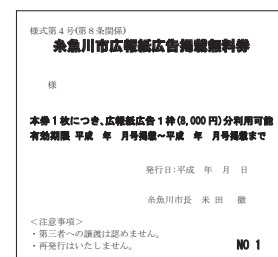 様式第4号(第8条関係)
糸魚川市広報紙広告掲載無料券
様
本券1枚につき、広報紙広告1枠(8,000円)分利用可能
有効期限 平成 年 月号掲載~平成 年 月号掲載まで
発行日:平成 年 月 日
糸魚川市長 米 田 徹
<注意事項>
・第三者への譲渡は認めません。
・再発行はいたしません。
NO 1